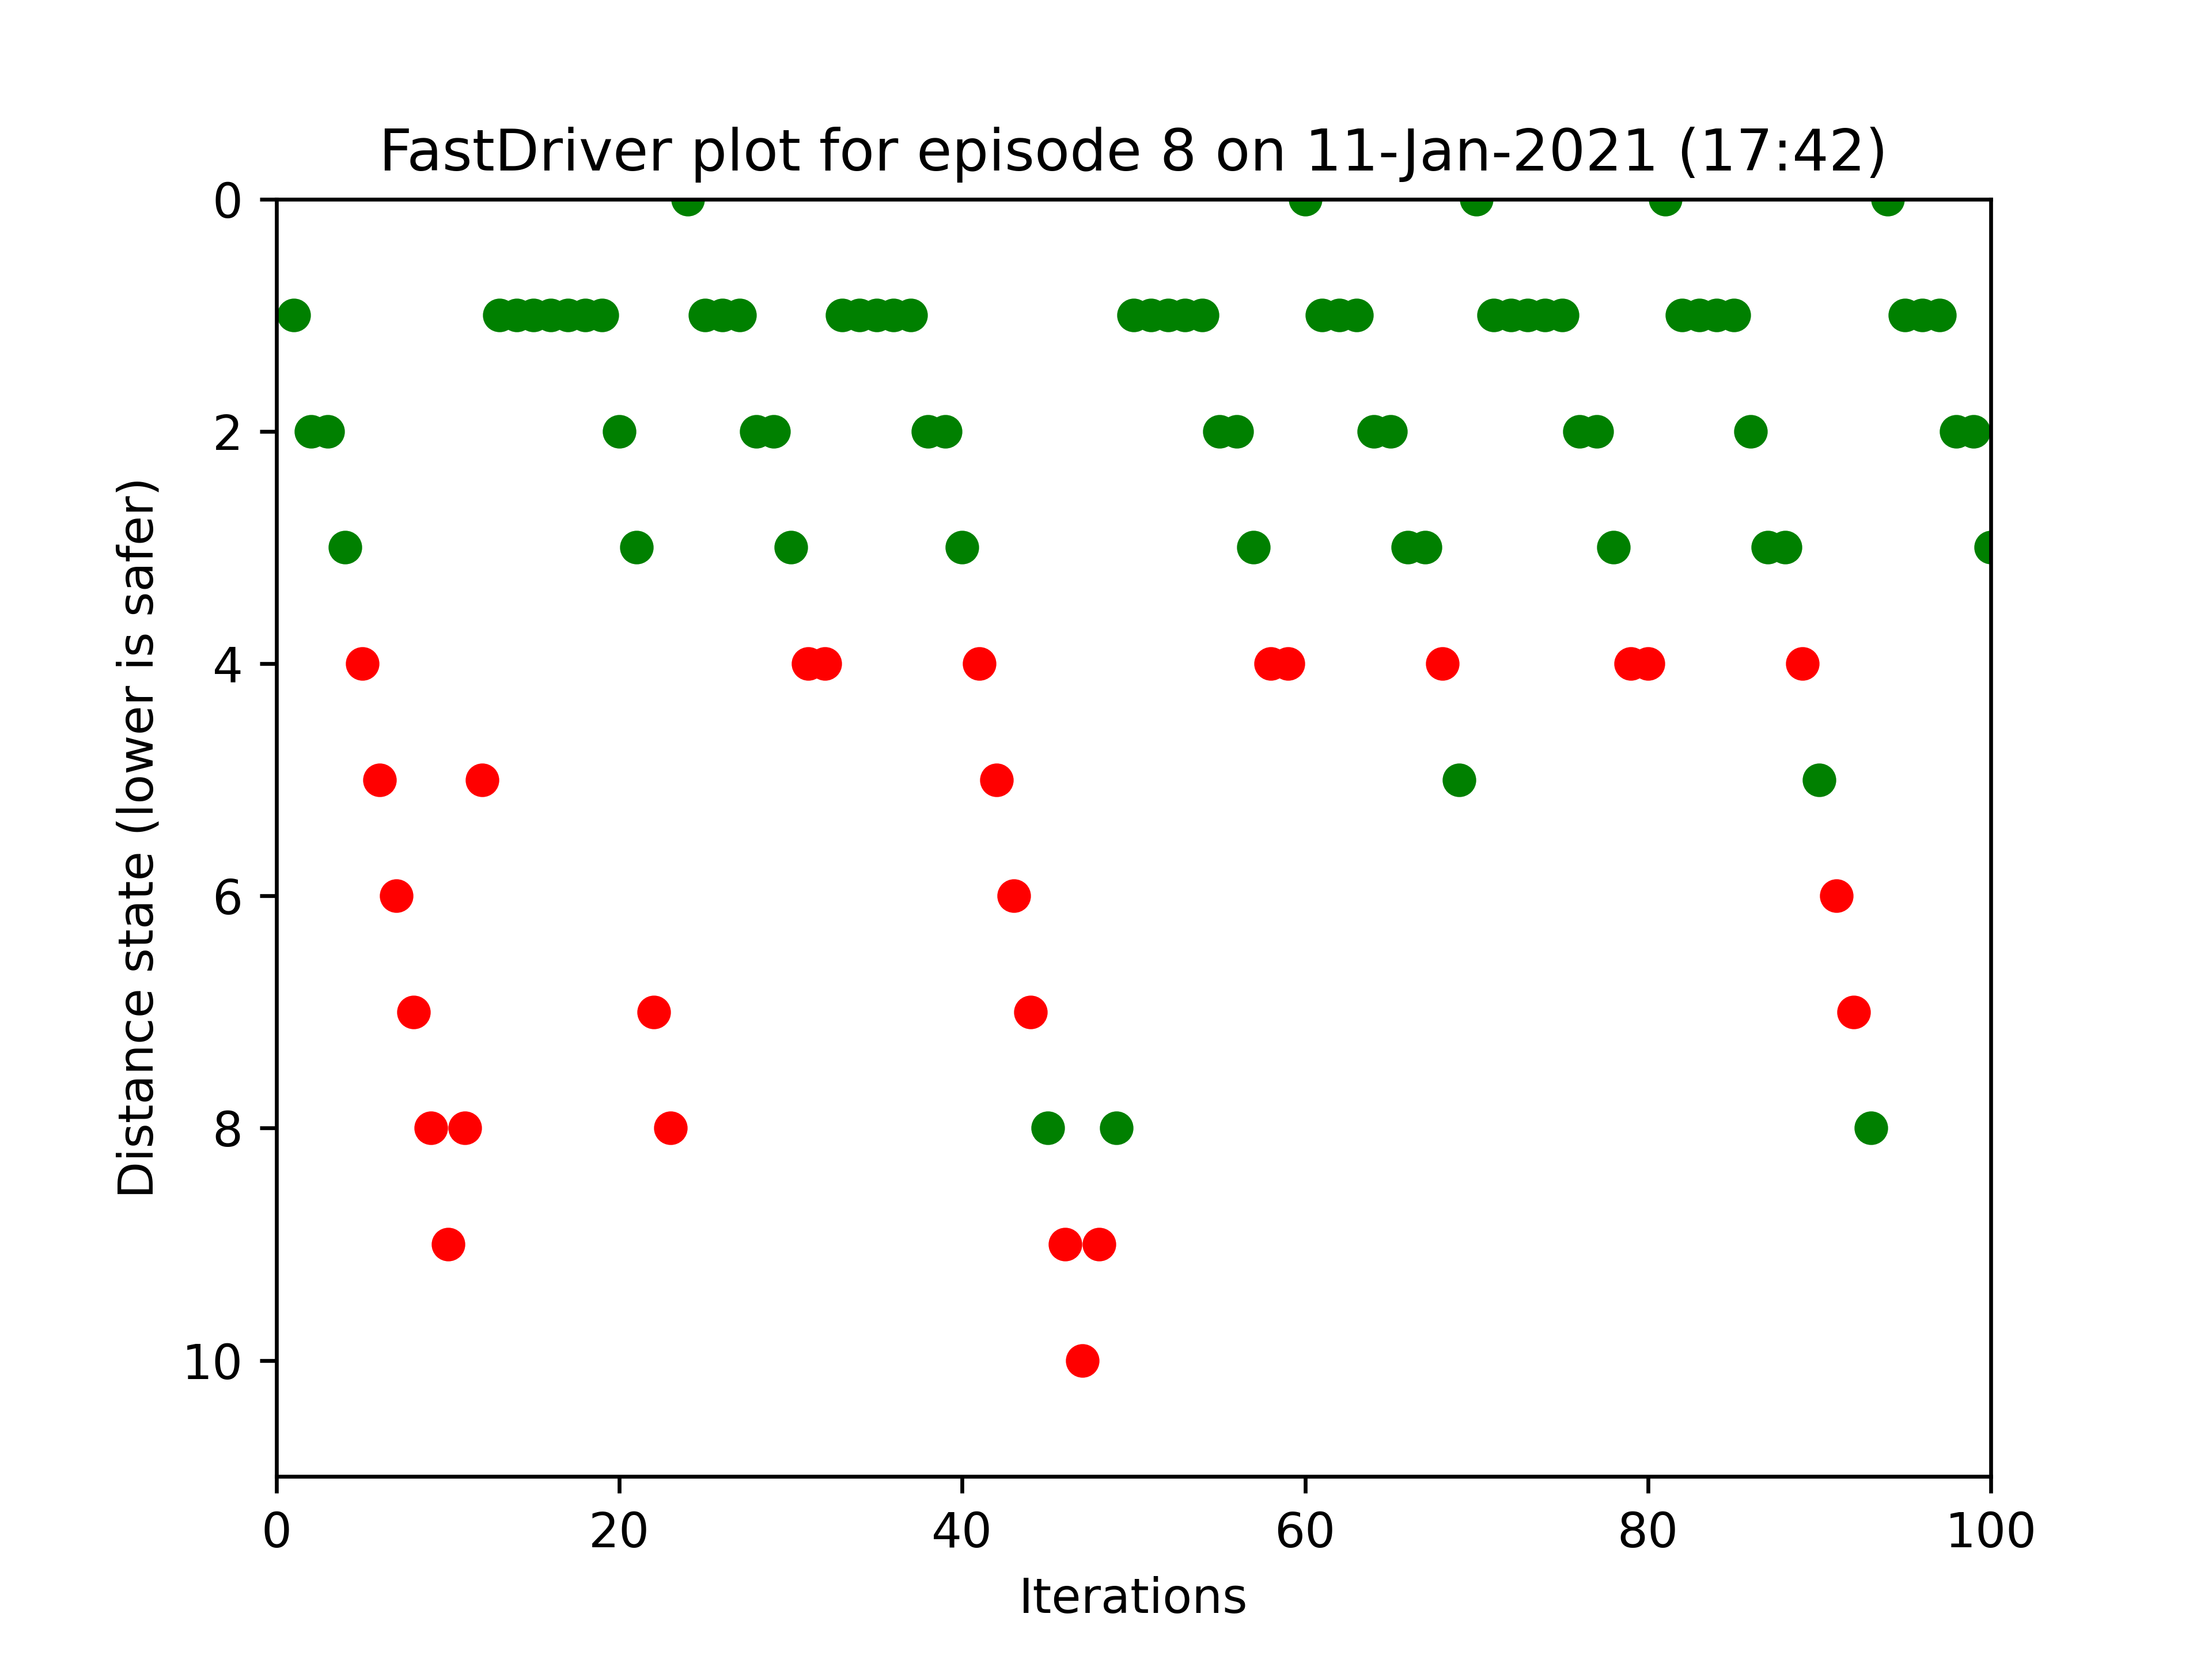 FastDriver plot for episode 8 on 11-Jan-2021 (17:42)
0
2
4
6
8
10
Distance state (lower is safer)
0 20 40 60 80 100
Iterations